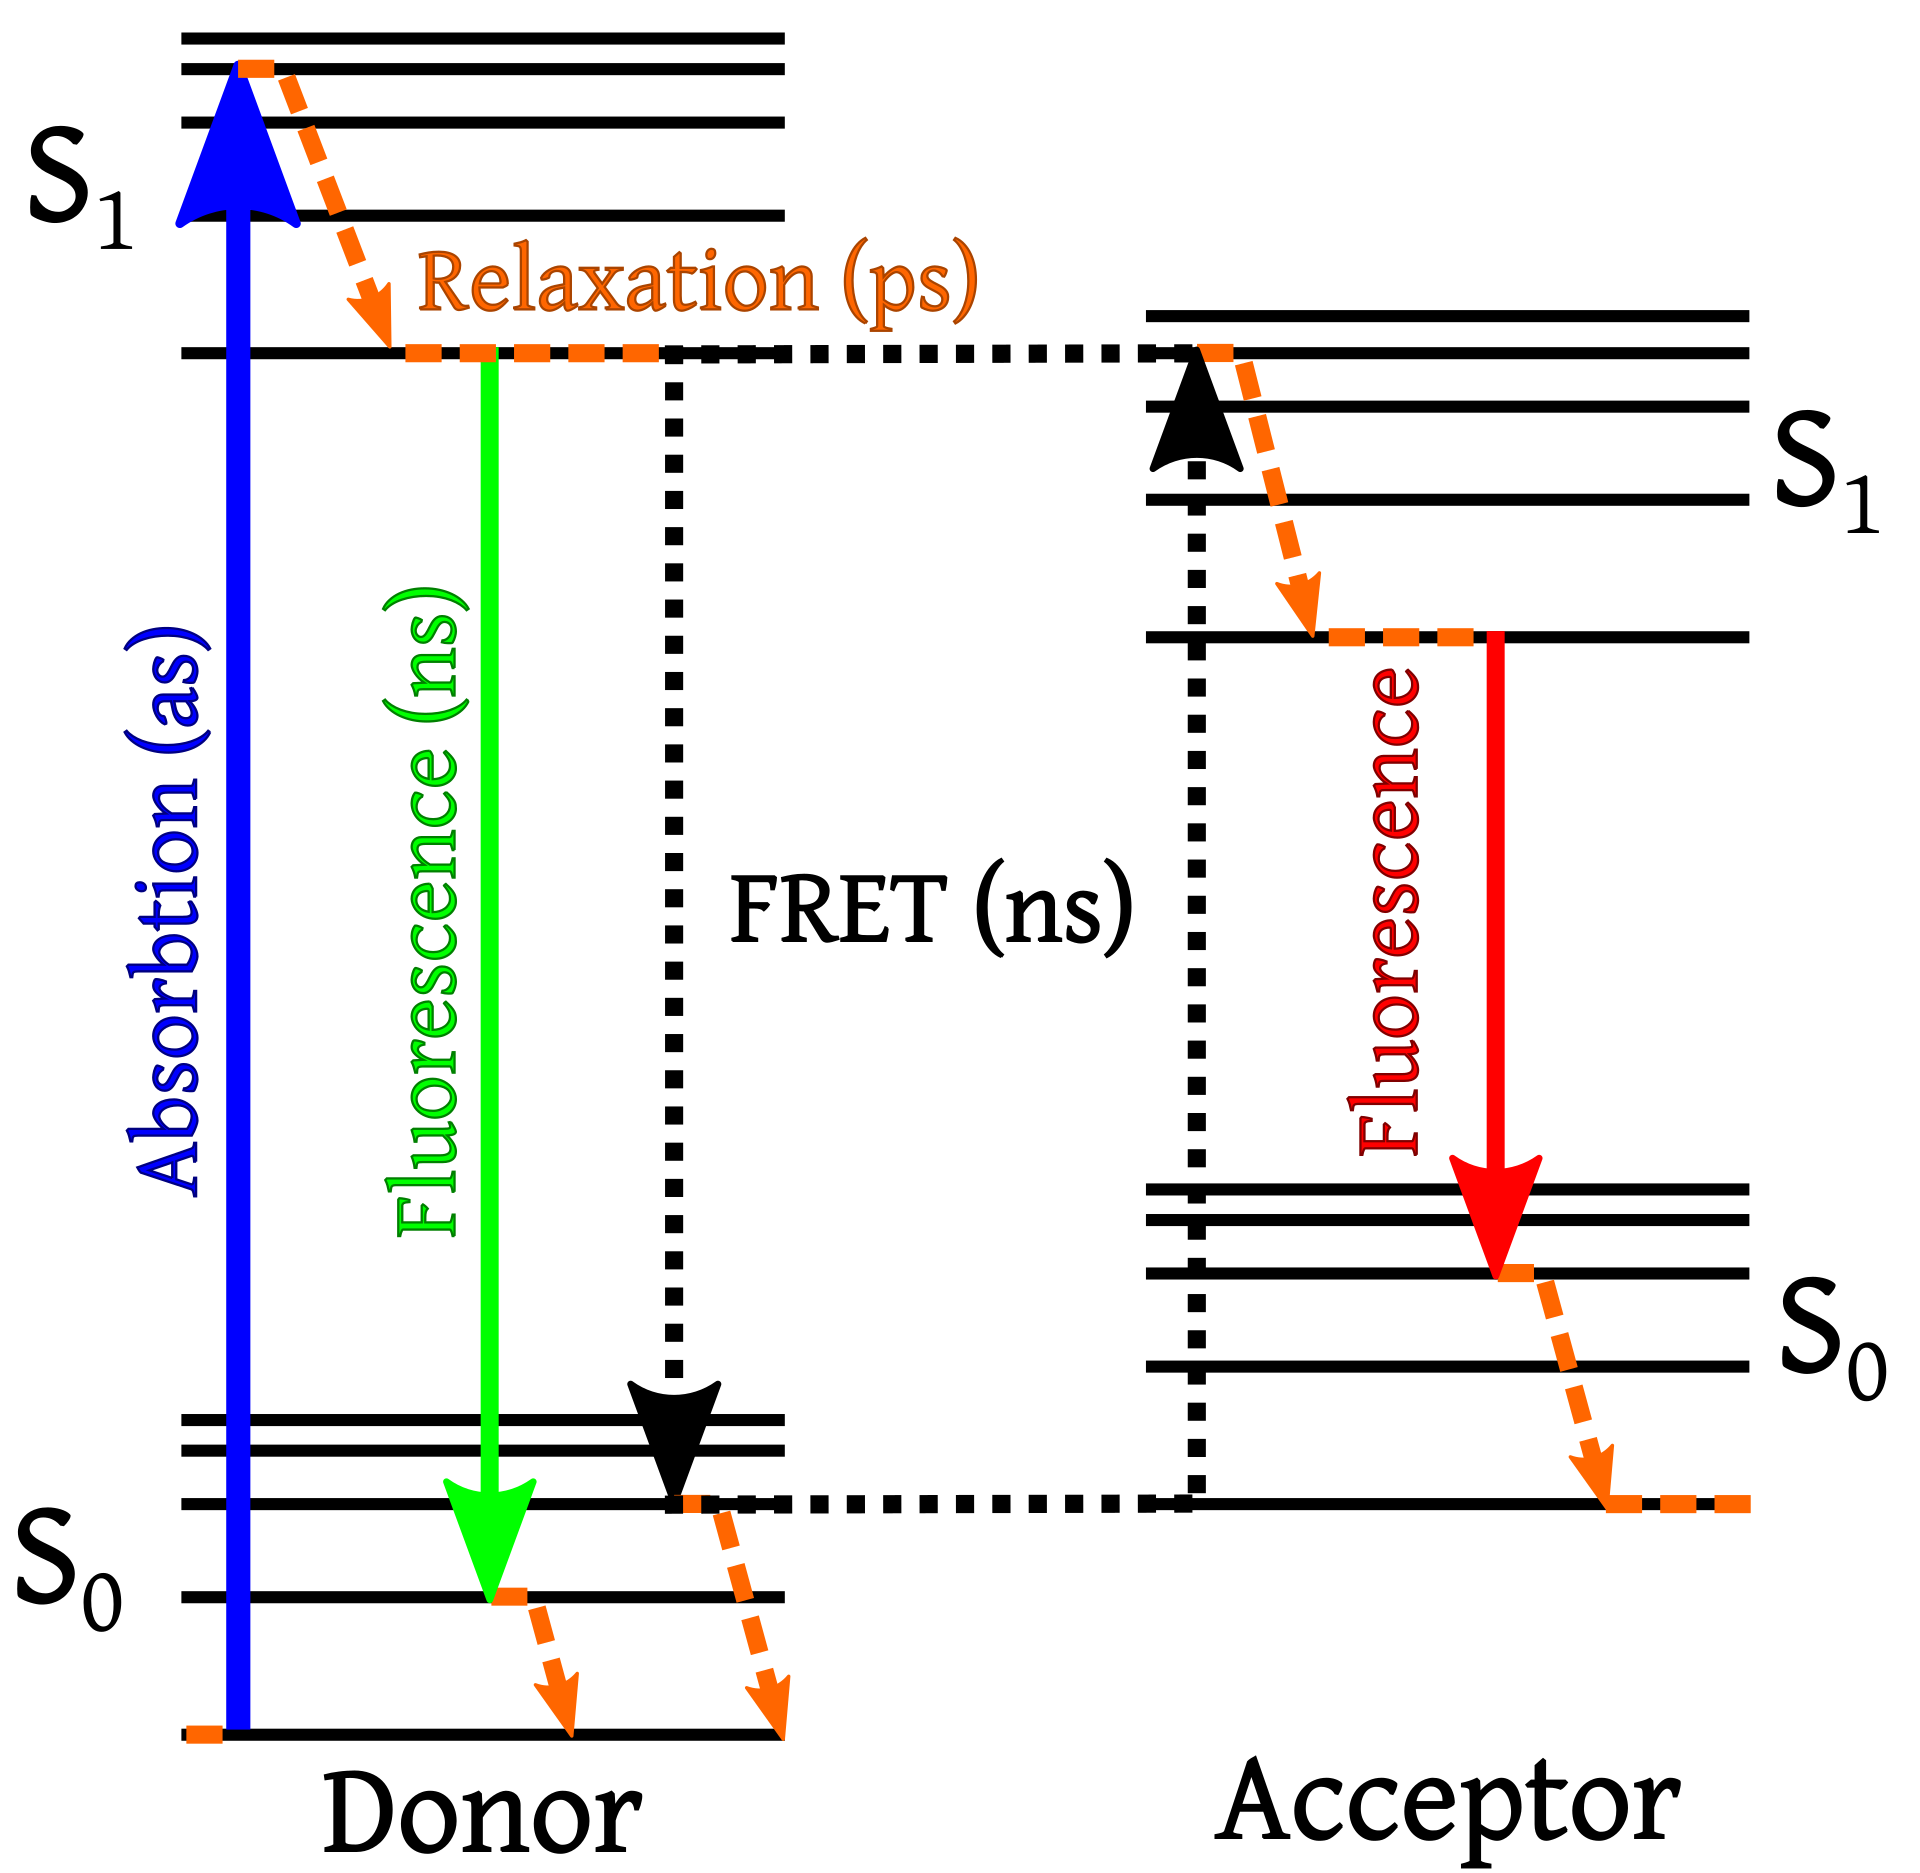 S1
Relaxation (ps)
S1
Absorbtion (as)
Fluorescence (ns)
FRET (ns)
Fluorescence
S0
S0
Donor
Acceptor